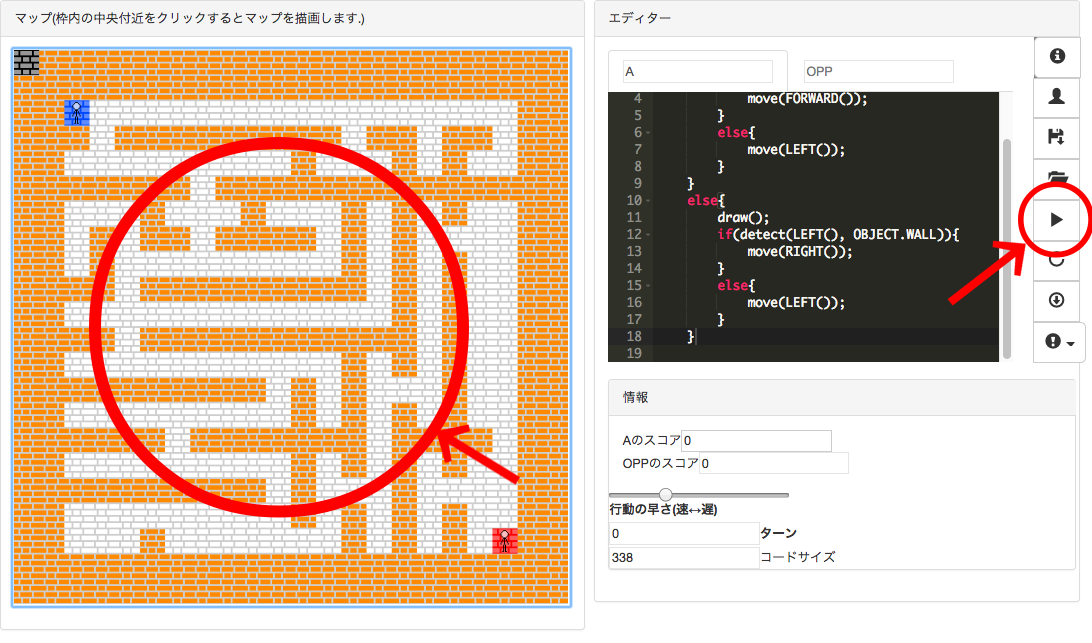 マップ(枠内の中央付近をクリックするとマップを描画します.)
エディター
A
OPP
4 move(FORWARD());
5 }
6 else{
7 move(LEFT());
8 }
9 }
10 else{
11 draw();
12 if(detect(LEFT(), OBJECT.WALL)){
13 move(RIGHT());
14 }
15 else{
16 move(LEFT());
17 }
18 }
19
情報
Aのスコア 0
OPPのスコア 0
行動の早さ(速↔遅)
0 ターン
338 コードサイズ